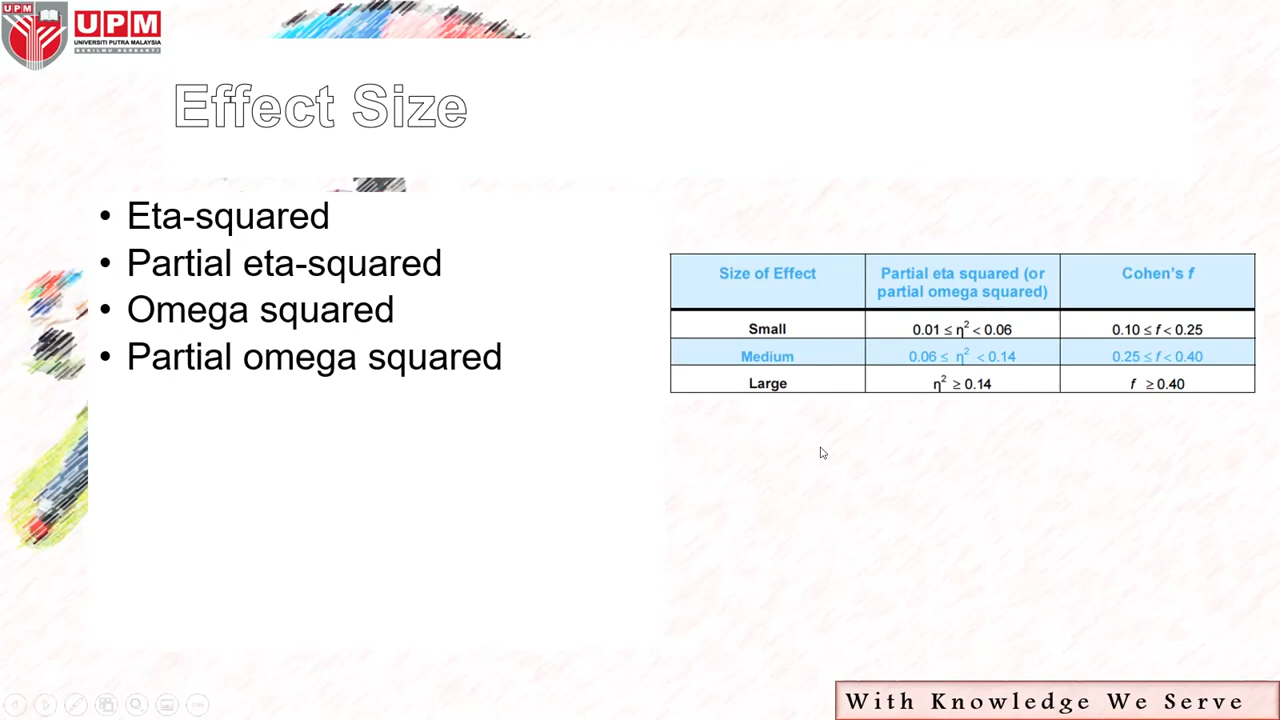 UPM
UPM
UNIVERSITI PUTRA MALAYSIA
BERILMU BERBAKTI
Effect Size
• Eta-squared
• Partial eta-squared
• Omega squared
• Partial omega squared
Size of Effect
Partial eta squared (or
partial omega squared)
Cohen's f
Small
0.01 ≤ η² < 0.06
0.10 ≤ f < 0.25
Medium
0.06 ≤ η² < 0.14
0.25 ≤ f < 0.40
Large
η² ≥ 0.14
f ≥ 0.40
With Knowledge We Serve